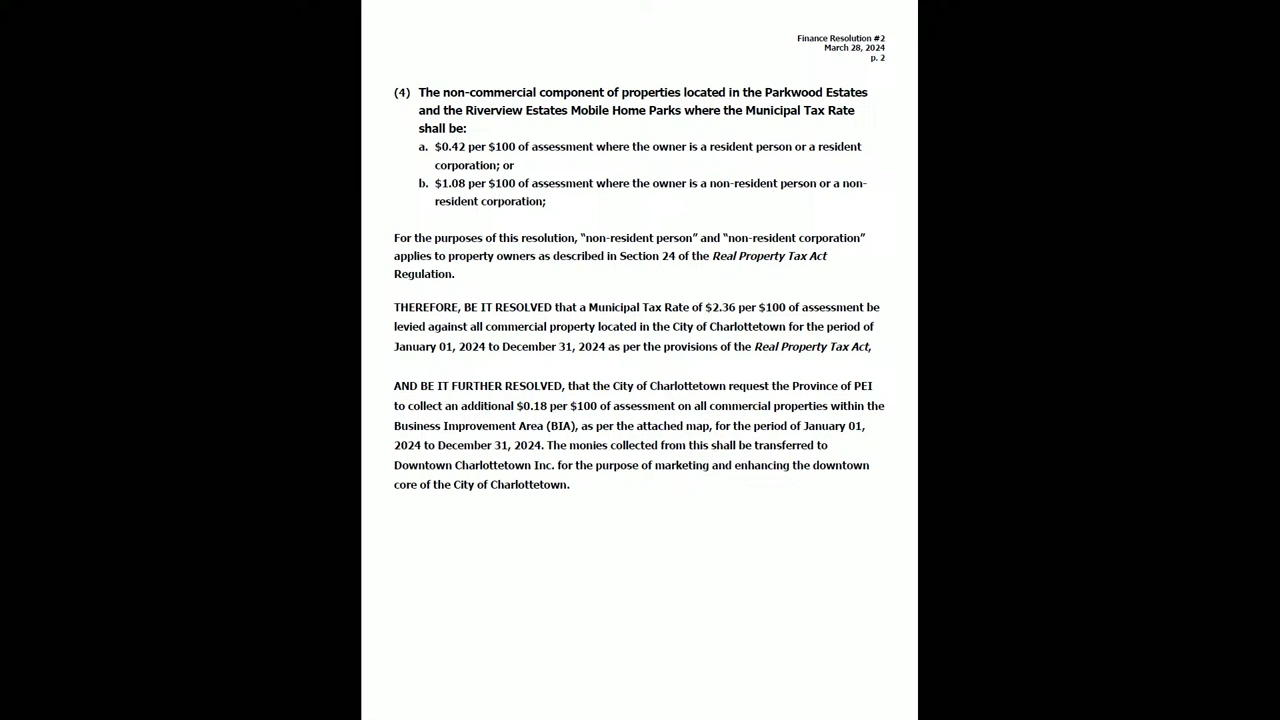 Finance Resolution #2
March 28, 2024
p. 2
(4) The non-commercial component of properties located in the Parkwood Estates
and the Riverview Estates Mobile Home Parks where the Municipal Tax Rate
shall be:
a. $0.42 per $100 of assessment where the owner is a resident person or a resident
corporation; or
b. $1.08 per $100 of assessment where the owner is a non-resident person or a non-
resident corporation;
For the purposes of this resolution, “non-resident person” and “non-resident corporation”
applies to property owners as described in Section 24 of the Real Property Tax Act
Regulation.
THEREFORE, BE IT RESOLVED that a Municipal Tax Rate of $2.36 per $100 of assessment be
levied against all commercial property located in the City of Charlottetown for the period of
January 01, 2024 to December 31, 2024 as per the provisions of the Real Property Tax Act,
AND BE IT FURTHER RESOLVED, that the City of Charlottetown request the Province of PEI
to collect an additional $0.18 per $100 of assessment on all commercial properties within the
Business Improvement Area (BIA), as per the attached map, for the period of January 01,
2024 to December 31, 2024. The monies collected from this shall be transferred to
Downtown Charlottetown Inc. for the purpose of marketing and enhancing the downtown
core of the City of Charlottetown.